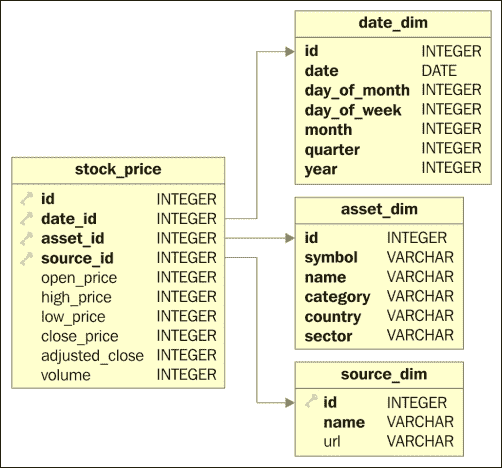 date_dim
id INTEGER
date DATE
day_of_month INTEGER
day_of_week INTEGER
month INTEGER
quarter INTEGER
year INTEGER
stock_price
id INTEGER
date_id INTEGER
asset_id INTEGER
source_id INTEGER
open_price INTEGER
high_price INTEGER
low_price INTEGER
close_price INTEGER
adjusted_close INTEGER
volume INTEGER
asset_dim
id INTEGER
symbol VARCHAR
name VARCHAR
category VARCHAR
country VARCHAR
sector VARCHAR
source_dim
id INTEGER
name VARCHAR
url VARCHAR